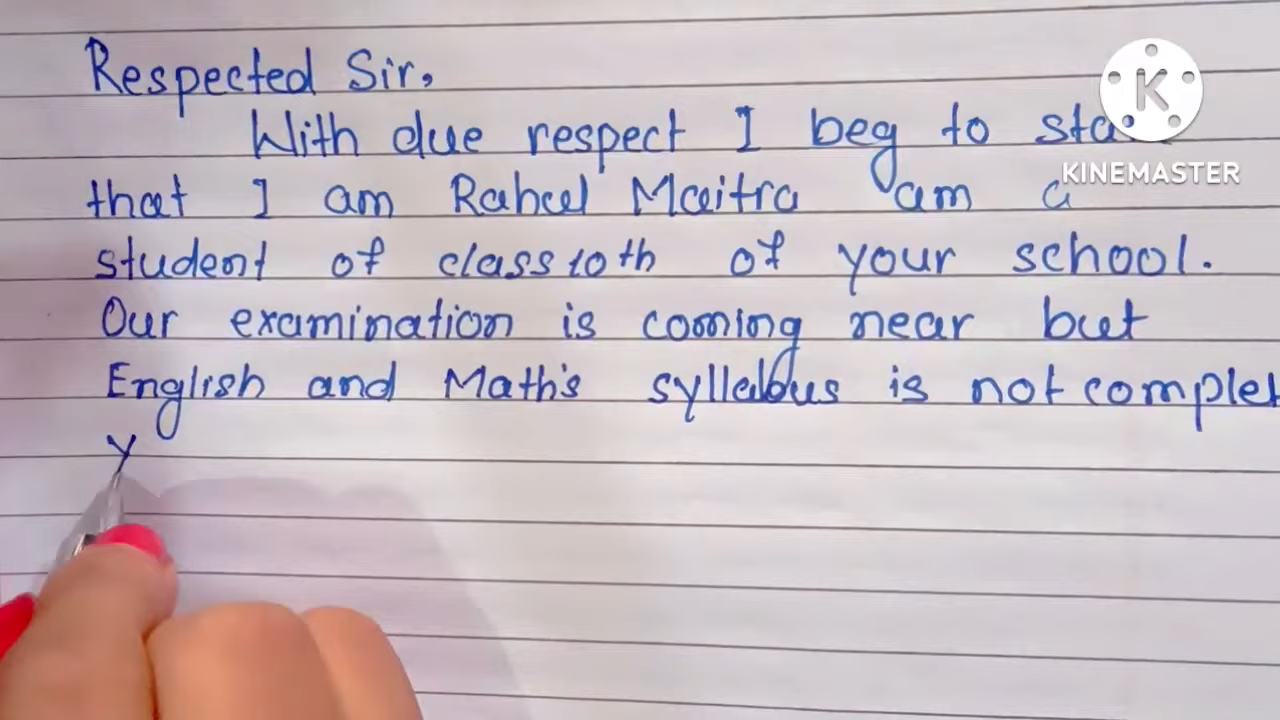 Respected Sir,
With due respect I beg to
that I am Rahul Maitra am a
student of class 10th of your school.
Our examination is coming near but
English and Math's syllabus is not complet
y
K
KINEMASTER